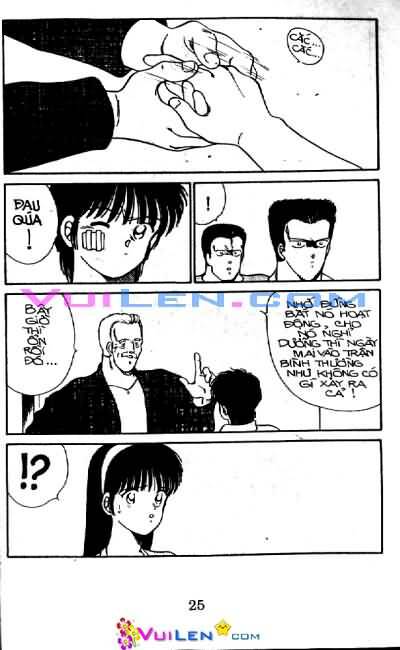 CẮC...
CẮC...
ĐAU
QUÁ
!
!
BÂY
GIỜ
THÌ
ỔN
RỒI
ĐÓ...
NHỚ ĐỪNG
BẮT NÓ HOẠT
ĐỘNG, CHO
NÓ NGHỈ
DƯỠNG THÌ NGÀY
MAI VÀO TRẬN
BÌNH THƯỜNG
NHƯ KHÔNG CÓ
GÌ XẢY RA
CẢ !
VUILEN.COM
!?
25
VUILEN
.COM